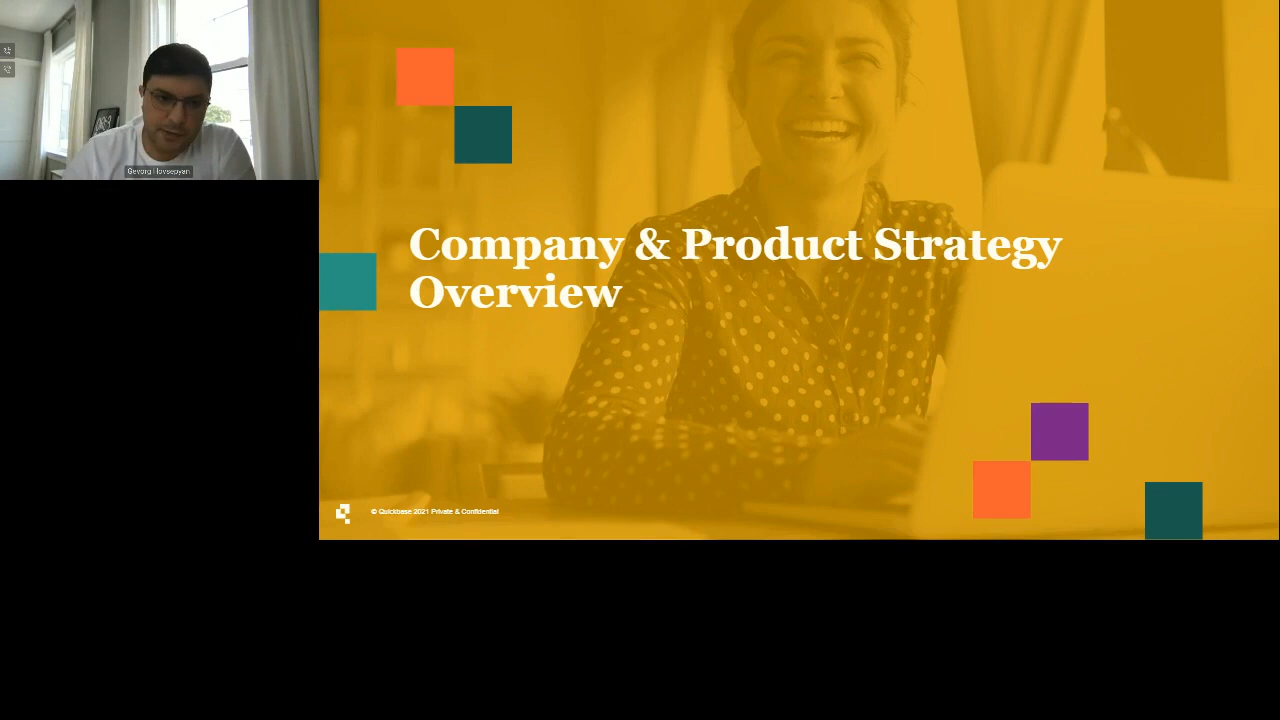 Gevorg Hovsepyan
Company & Product Strategy
Overview
© Quickbase 2021 Private & Confidential